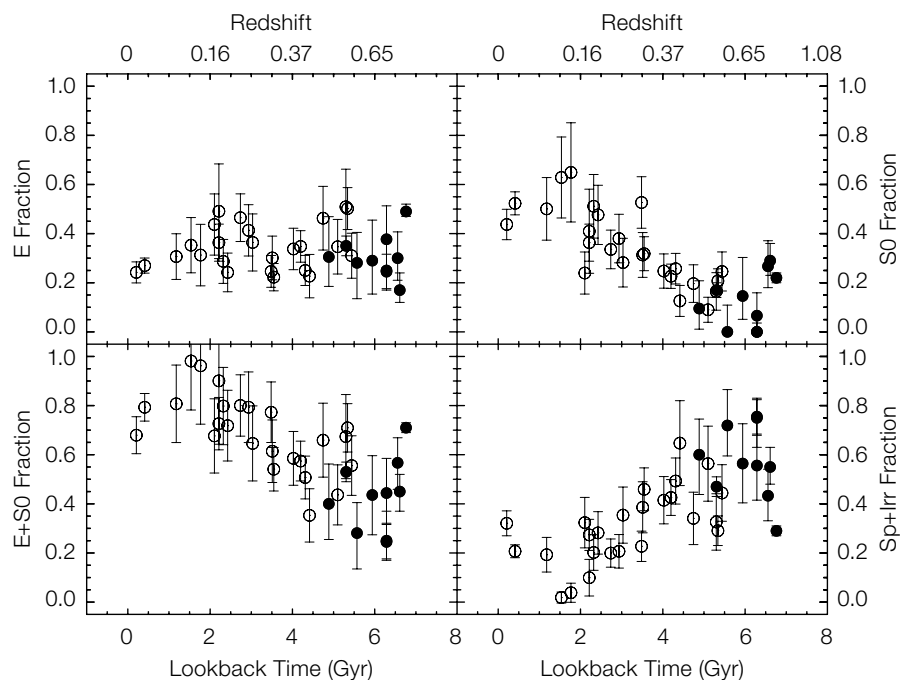 Redshift Redshift
0 0.16 0.37 0.65 0 0.16 0.37 0.65 1.08
1.0 1.0
0.8 0.8
0.6 0.6
0.4 0.4
0.2 0.2
0.0 0.0
E Fraction
S0 Fraction
1.0 1.0
0.8 0.8
0.6 0.6
0.4 0.4
0.2 0.2
0.0 0.0
E+S0 Fraction
Sp+Irr Fraction
0 2 4 6 8 0 2 4 6 8
Lookback Time (Gyr) Lookback Time (Gyr)